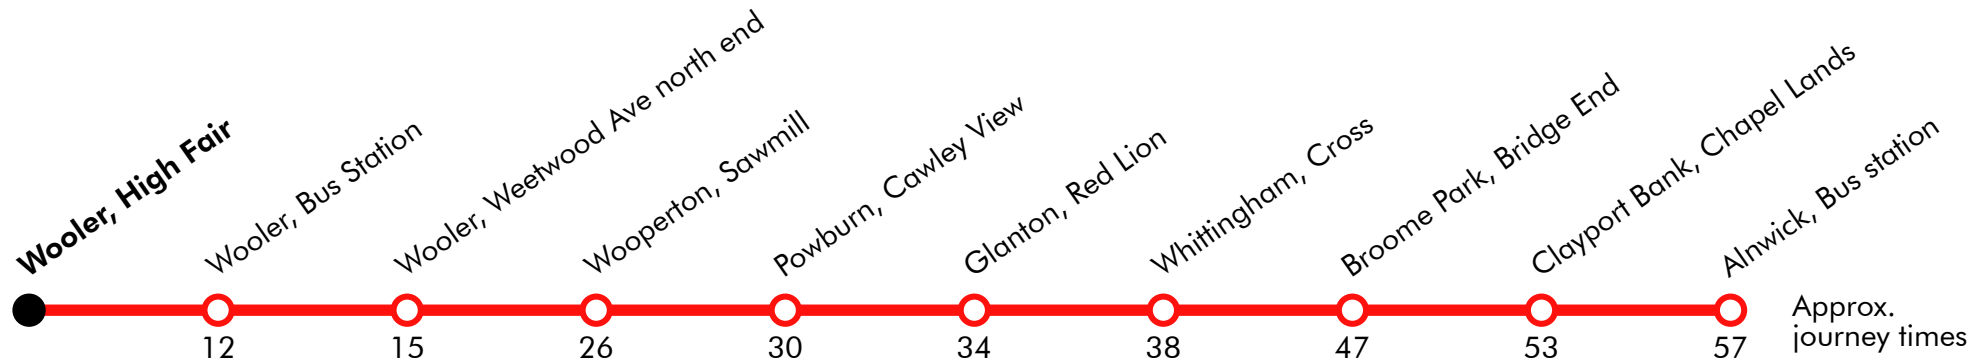 Wooler, High Fair
Wooler, Bus Station
Wooler, Weetwood Ave north end
Wooperton, Sawmill
Powburn, Cawley View
Glanton, Red Lion
Whittingham, Cross
Broome Park, Bridge End
Clayport Bank, Chapel Lands
Alnwick, Bus station
12 15 26 30 34 38 47 53 57
Approx.
journey times